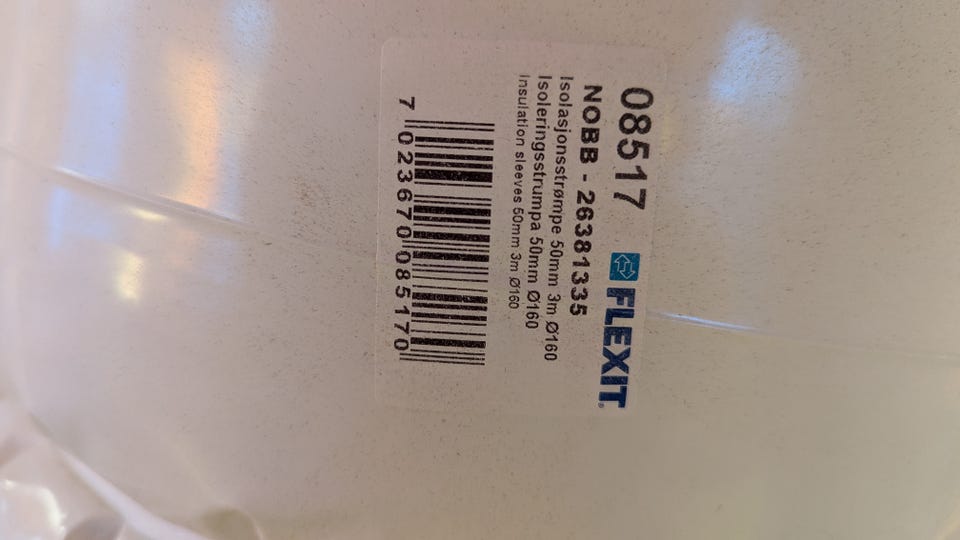 08517 FLEXIT®
NOBB - 26381335
Isolasjonsstrømpe 50mm 3m Ø160
Isoleringsstrumpa 50mm Ø160
Insulation sleeves 50mm 3m Ø160
7 023670 085170